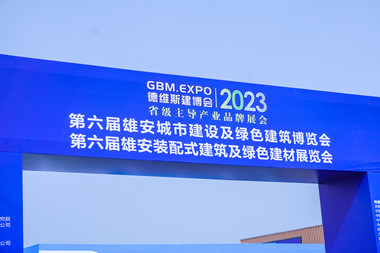 GBM.EXPO
德维斯建博会 2023
省级主导产业品牌展会
第六届雄安城市建设及绿色建筑博览会
第六届雄安装配式建筑及绿色建材展览会